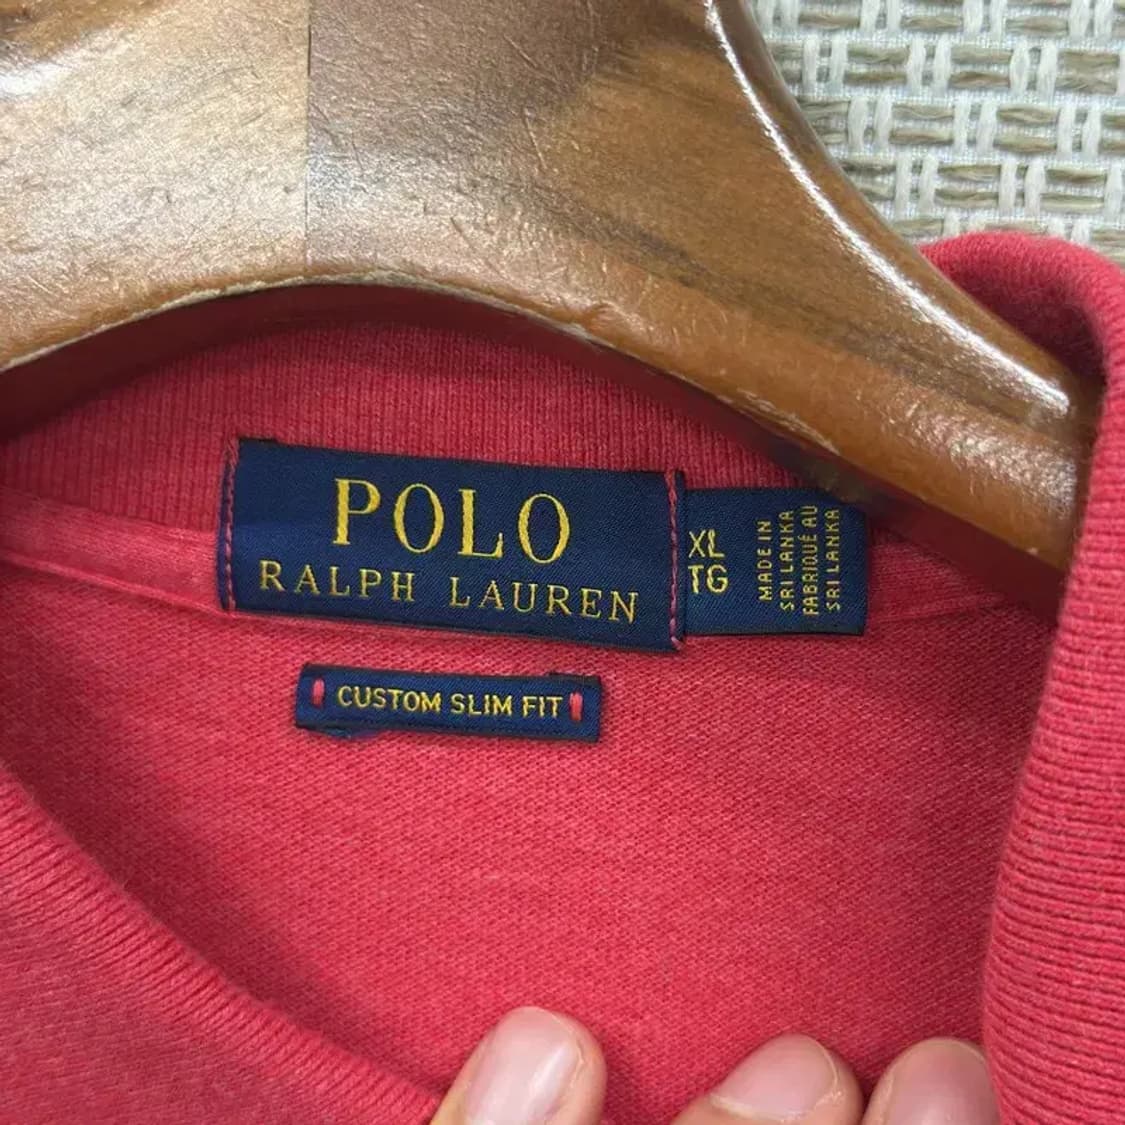 POLO
RALPH LAUREN
XL
TG
MADE IN
SRI LANKA
FABRIQUÉ AU
SRI LANKA
CUSTOM SLIM FIT